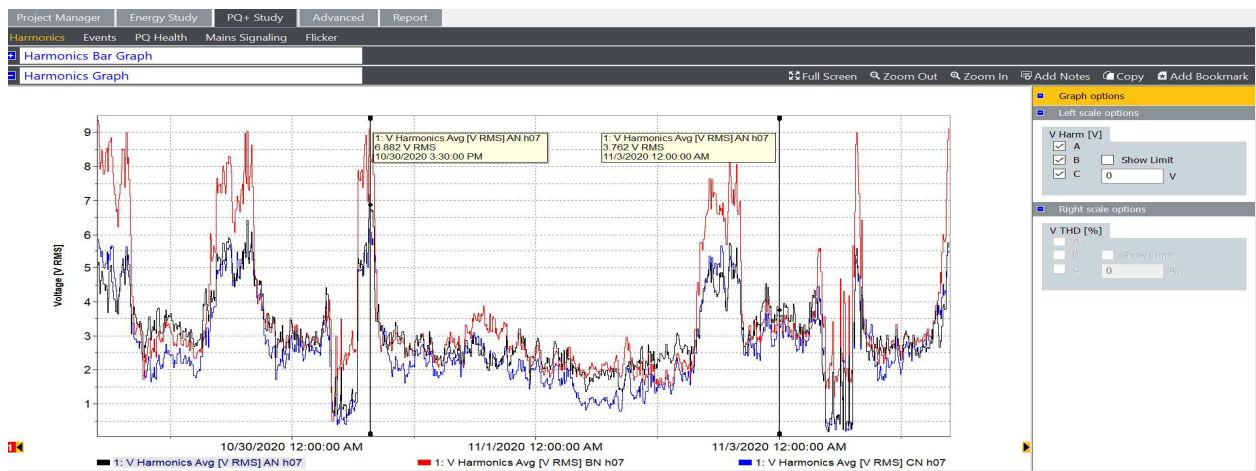 Project Manager Energy Study PQ+ Study Advanced Report
Harmonics Events PQ Health Mains Signaling Flicker
Harmonics Bar Graph
Harmonics Graph Full Screen Zoom Out Zoom In Add Notes Copy Add Bookmark
Graph options
Left scale options
V Harm [V]
A
B Show Limit
C 0 V
Right scale options
V THD [%]
A
B Show Limit
C 0 %
Voltage [V RMS]
9
8
7
6
5
4
3
2
1
1: V Harmonics Avg [V RMS] AN h07
6.882 V RMS
10/30/2020 3:30:00 PM
1: V Harmonics Avg [V RMS] AN h07
3.762 V RMS
11/3/2020 12:00:00 AM
10/30/2020 12:00:00 AM 11/1/2020 12:00:00 AM 11/3/2020 12:00:00 AM
1
1: V Harmonics Avg [V RMS] AN h07 1: V Harmonics Avg [V RMS] BN h07 1: V Harmonics Avg [V RMS] CN h07